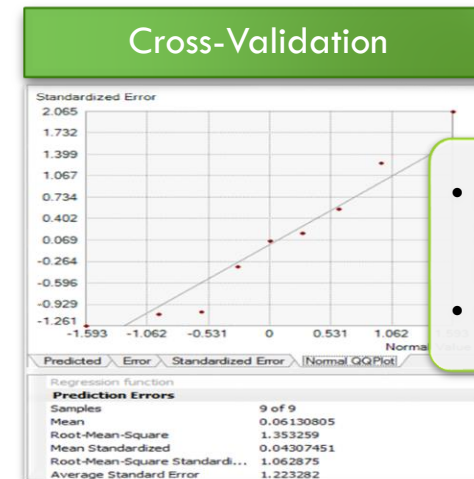 Cross-Validation
Standardized Error
2.065
1.732
1.399
1.067
0.734
0.402
0.069
-0.264
-0.596
-0.929
-1.261
-1.593 -1.062 -0.531 0 0.531 1.062
Predicted Error Standardized Error Normal QQPlot
Regression function
Prediction Errors
Samples 9 of 9
Mean 0.06130805
Root-Mean-Square 1.353259
Mean Standardized 0.04307451
Root-Mean-Square Standardi... 1.062875
Average Standard Error 1.223282